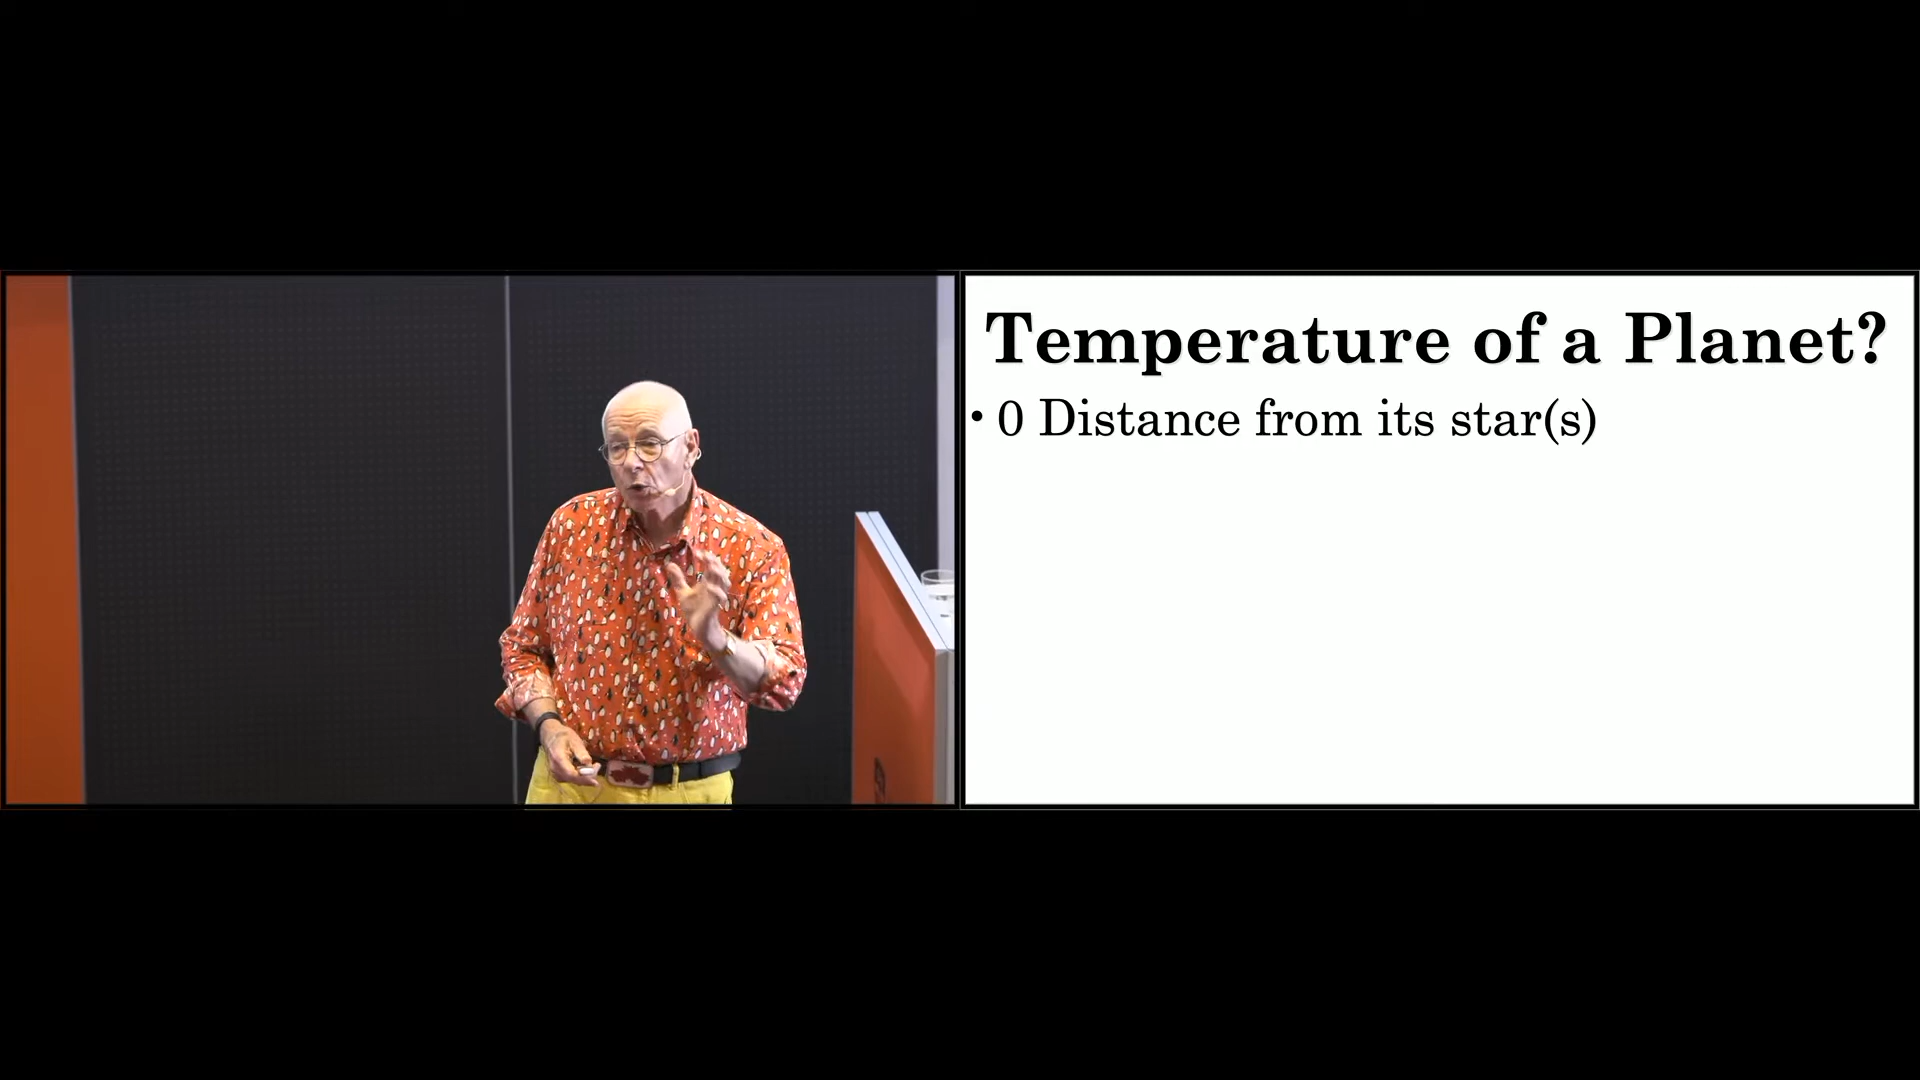 Temperature of a Planet?
• 0 Distance from its star(s)